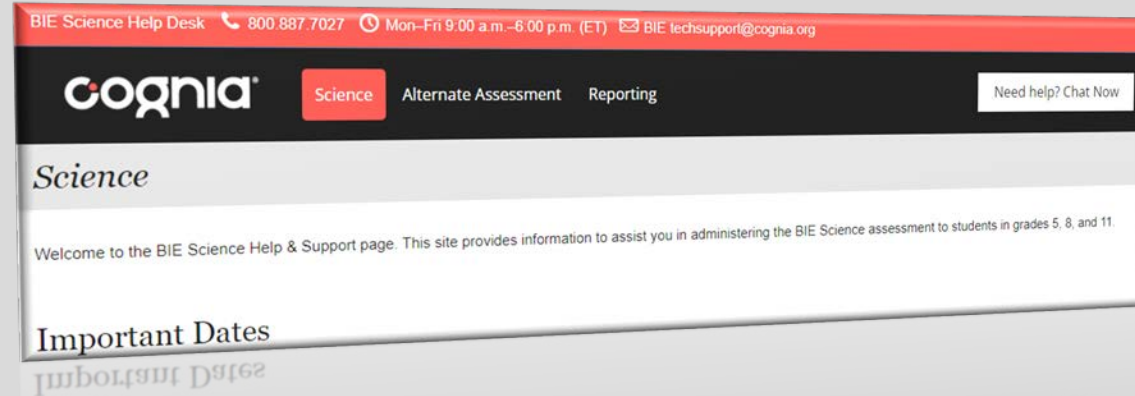 BIE Science Help Desk 800.887.7027 Mon–Fri 9:00 a.m.–6:00 p.m. (ET) BIE techsupport@cognia.org
cognia® Science Alternate Assessment Reporting Need help? Chat Now
Science
Welcome to the BIE Science Help & Support page. This site provides information to assist you in administering the BIE Science assessment to students in grades 5, 8, and 11.
Important Dates